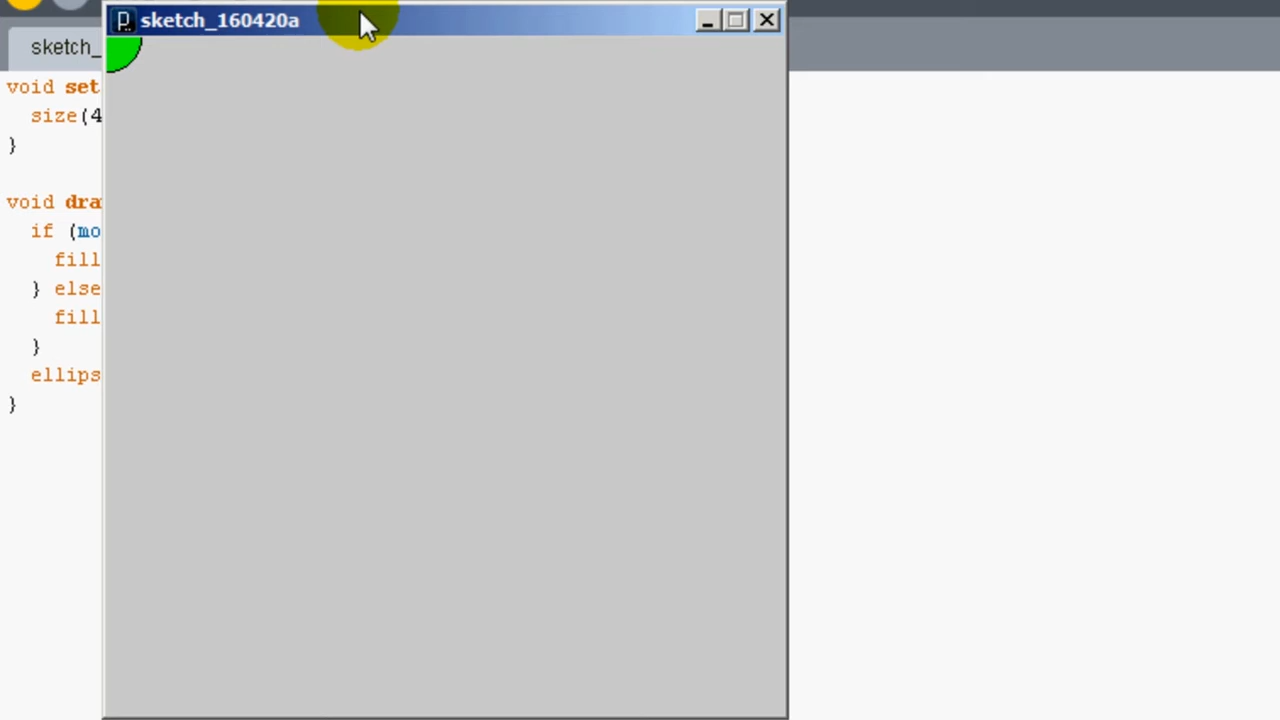 sketch_160420a
sketch_
void set
size(4
}
void dra
if (mo
fill
} else
fill
}
ellips
}